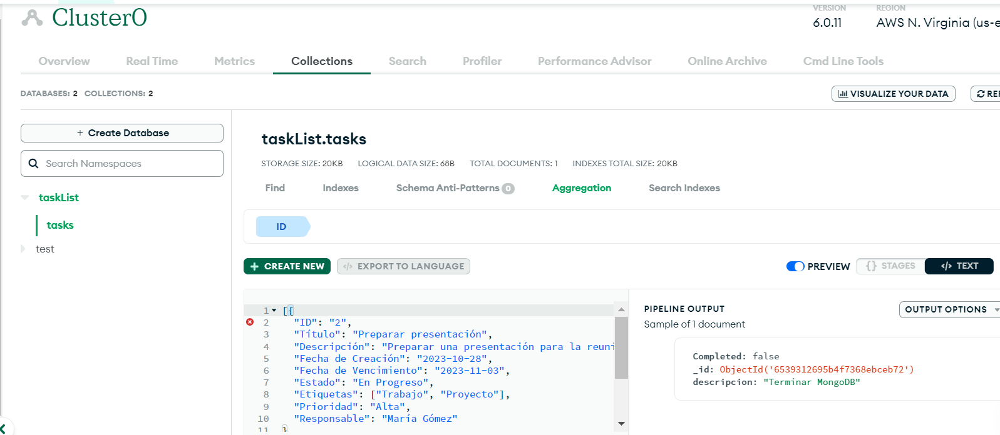 Cluster0
VERSION
REGION
6.0.11
AWS N. Virginia (us-e
Overview
Real Time
Metrics
Collections
Search
Profiler
Performance Advisor
Online Archive
Cmd Line Tools
DATABASES: 2 COLLECTIONS: 2
VISUALIZE YOUR DATA
REF
+ Create Database
Search Namespaces
taskList
tasks
test
taskList.tasks
STORAGE SIZE: 20KB LOGICAL DATA SIZE: 68B TOTAL DOCUMENTS: 1 INDEXES TOTAL SIZE: 20KB
Find
Indexes
Schema Anti-Patterns 0
Aggregation
Search Indexes
ID
+ CREATE NEW
</> EXPORT TO LANGUAGE
PREVIEW
{} STAGES
</> TEXT
1 [{
2 "ID": "2",
3 "Título": "Preparar presentación",
4 "Descripción": "Preparar una presentación para la reuni
5 "Fecha de Creación": "2023-10-28",
6 "Fecha de Vencimiento": "2023-11-03",
7 "Estado": "En Progreso",
8 "Etiquetas": ["Trabajo", "Proyecto"],
9 "Prioridad": "Alta",
10 "Responsable": "María Gómez"
11 }
PIPELINE OUTPUT
OUTPUT OPTIONS
Sample of 1 document
Completed: false
_id: ObjectId('6539312695b4f7368ebceb72')
descripcion: "Terminar MongoDB"